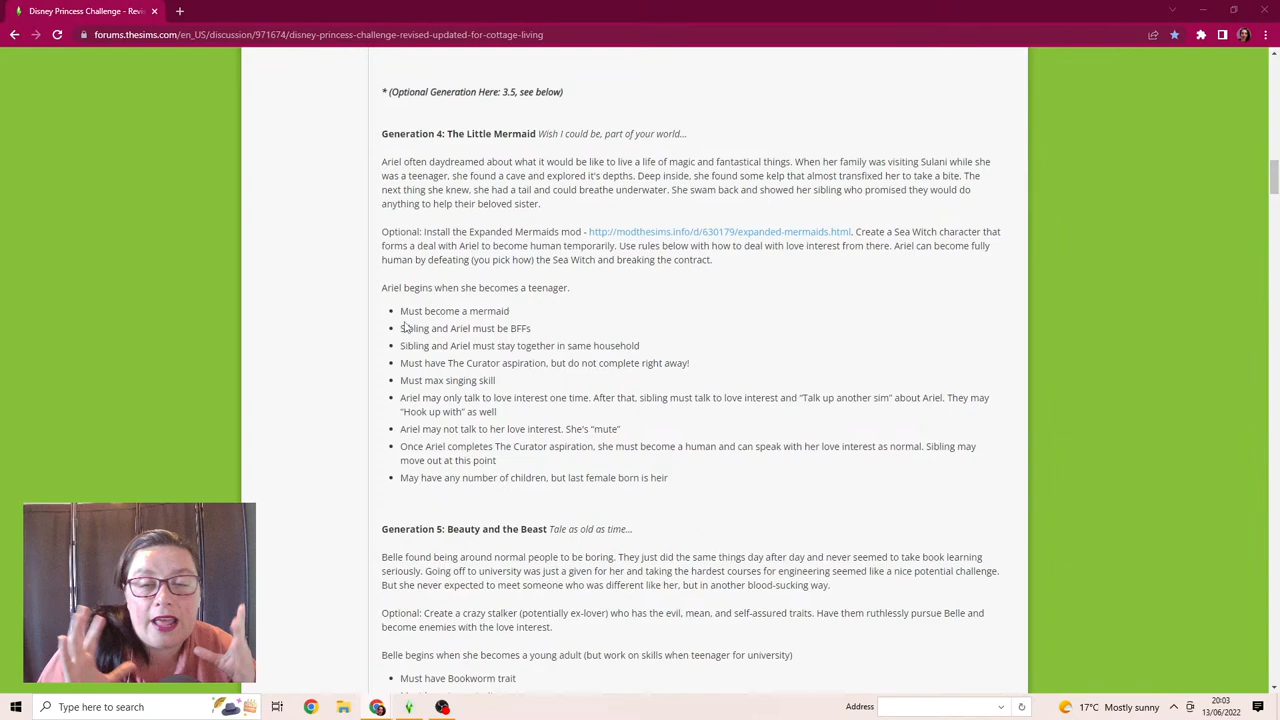 Disney Princess Challenge - Revis
forums.thesims.com/en_US/discussion/971674/disney-princess-challenge-revised-updated-for-cottage-living
* (Optional Generation Here: 3.5, see below)
Generation 4: The Little Mermaid Wish I could be, part of your world...
Ariel often daydreamed about what it would be like to live a life of magic and fantastical things. When her family was visiting Sulani while she
was a teenager, she found a cave and explored it's depths. Deep inside, she found some kelp that almost transfixed her to take a bite. The
next thing she knew, she had a tail and could breathe underwater. She swam back and showed her sibling who promised they would do
anything to help their beloved sister.
Optional: Install the Expanded Mermaids mod - http://modthesims.info/d/630179/expanded-mermaids.html. Create a Sea Witch character that
forms a deal with Ariel to become human temporarily. Use rules below with how to deal with love interest from there. Ariel can become fully
human by defeating (you pick how) the Sea Witch and breaking the contract.
Ariel begins when she becomes a teenager.
• Must become a mermaid
• Sibling and Ariel must be BFFs
• Sibling and Ariel must stay together in same household
• Must have The Curator aspiration, but do not complete right away!
• Must max singing skill
• Ariel may only talk to love interest one time. After that, sibling must talk to love interest and "Talk up another sim" about Ariel. They may
"Hook up with" as well
• Ariel may not talk to her love interest. She's "mute"
• Once Ariel completes The Curator aspiration, she must become a human and can speak with her love interest as normal. Sibling may
move out at this point
• May have any number of children, but last female born is heir
Generation 5: Beauty and the Beast Tale as old as time...
Belle found being around normal people to be boring. They just did the same things day after day and never seemed to take book learning
seriously. Going off to university was just a given for her and taking the hardest courses for engineering seemed like a nice potential challenge.
But she never expected to meet someone who was different like her, but in another blood-sucking way.
Optional: Create a crazy stalker (potentially ex-lover) who has the evil, mean, and self-assured traits. Have them ruthlessly pursue Belle and
become enemies with the love interest.
Belle begins when she becomes a young adult (but work on skills when teenager for university)
• Must have Bookworm trait
Type here to search
Address
17°C Mostly sunny
20:03
13/06/2022